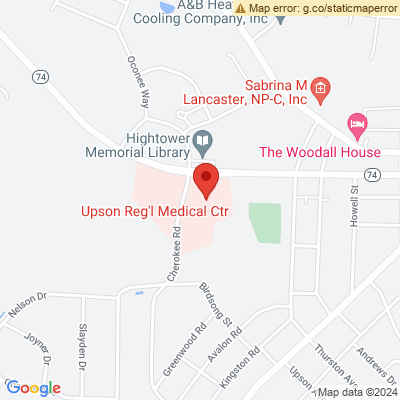 Map error: g.co/staticmaperror
A&B Hea
Cooling Company, Inc
Oconee Way
74
Sabrina M
Lancaster, NP-C, Inc
Hightower
Memorial Library
The Woodall House
74
Howell St
Upson Reg'l Medical Ctr
Cherokee Rd
Nelson Dr
Birdsong St
Joyner Dr
Slayden Dr
Greenwood Rd
Avalon Rd
Kingston Rd
Thurston Ave
Andrews Dr
Upson
Google
Map data ©2024